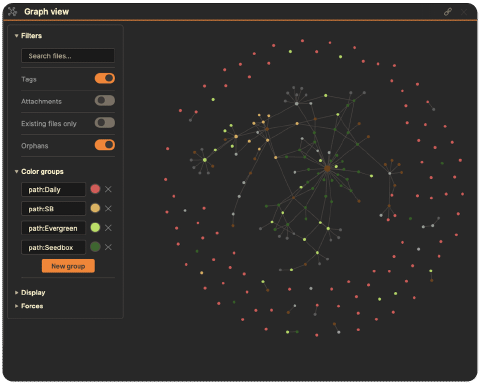 Graph view
Filters
Search files...
Tags
Attachments
Existing files only
Orphans
Color groups
path:Daily
path:SB
path:Evergreen
path:Seedbox
New group
Display
Forces